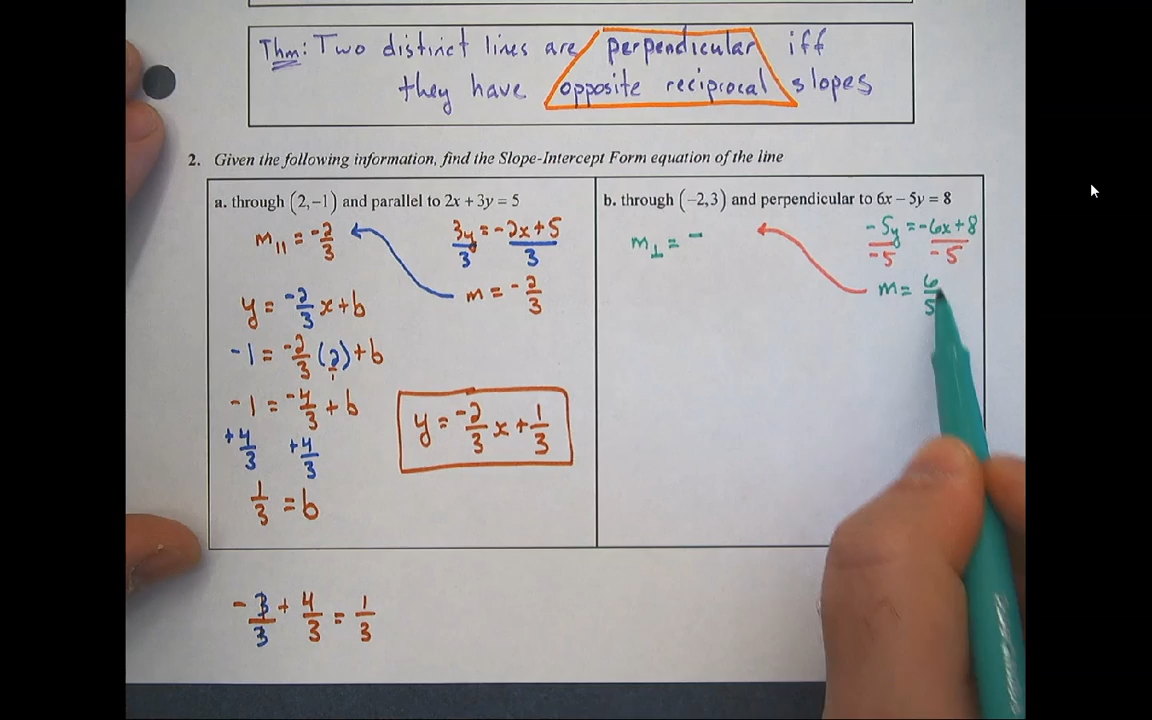 Thm: Two distinct lines are perpendicular iff
they have opposite reciprocal slopes
2. Given the following information, find the Slope-Intercept Form equation of the line
a. through (2,−1) and parallel to 2x + 3y = 5
m∥ = -2/3
3y = -2x+5
3 3
m = -2/3
y = -2/3 x + b
-1 = -2/3 (2) + b
1
-1 = -4/3 + b
+4/3 +4/3
1/3 = b
y = -2/3 x + 1/3
b. through (−2,3) and perpendicular to 6x − 5y = 8
m⊥ = -
-5y = -6x+8
-5 -5
m = 6/5
-3/3 + 4/3 = 1/3